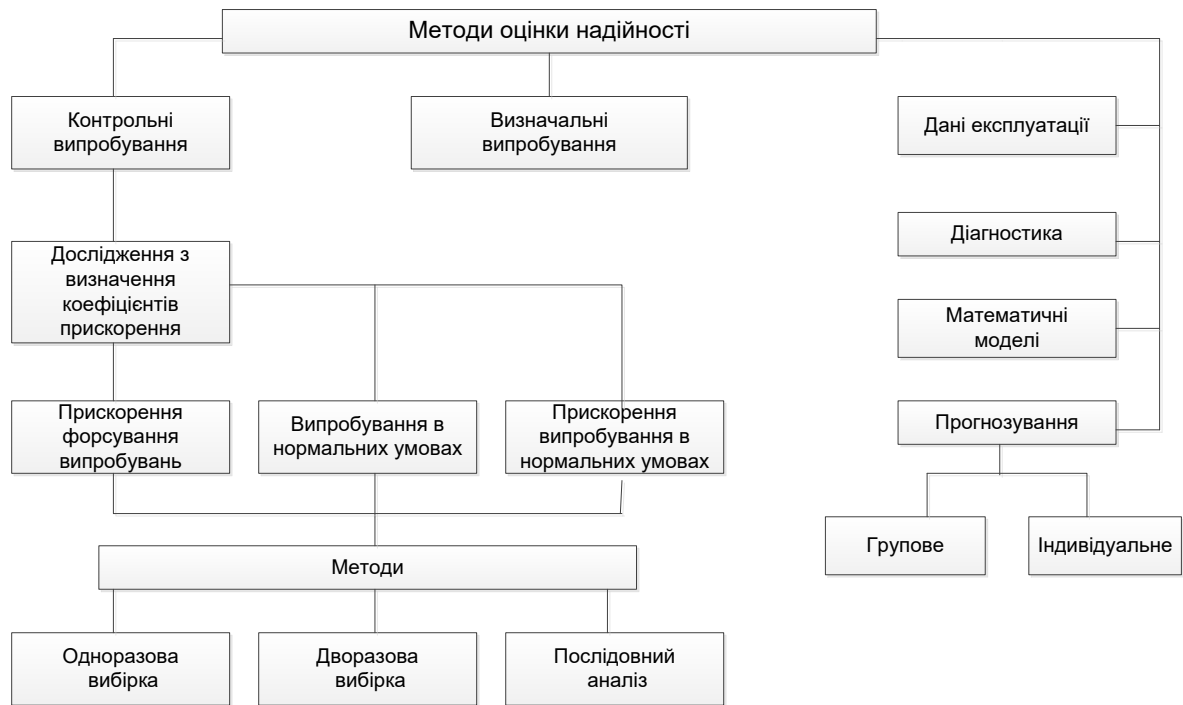 Методи оцінки надійності
Контрольні
випробування
Визначальні
випробування
Дані експлуатації
Дослідження з
визначення
коефіцієнтів
прискорення
Діагностика
Математичні
моделі
Прискорення
форсування
випробувань
Випробування в
нормальних умовах
Прискорення
випробування в
нормальних умовах
Прогнозування
Групове
Індивідуальне
Методи
Одноразова
вибірка
Дворазова
вибірка
Послідовний
аналіз